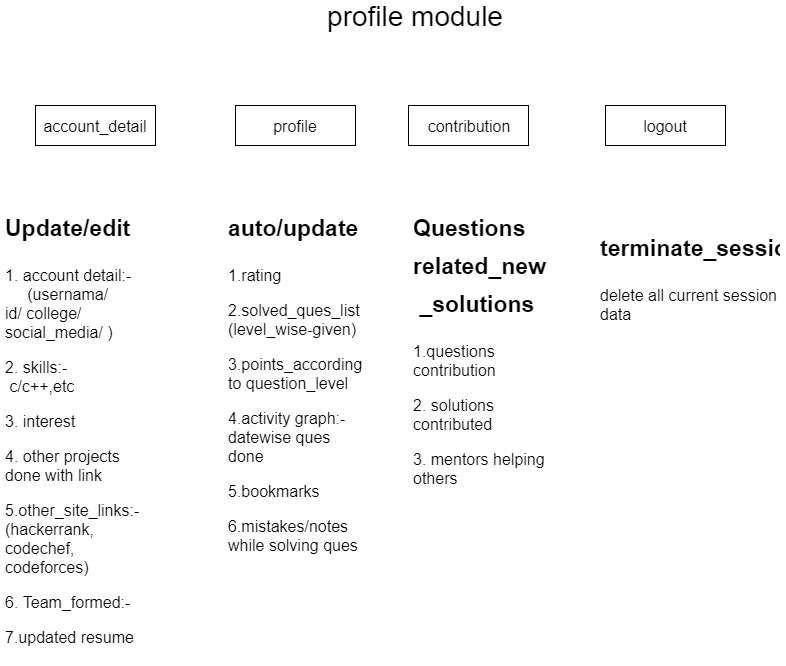 profile module
account_detail
profile
contribution
logout
Update/edit
1. account detail:-
(usernama/
id/ college/
social_media/ )
2. skills:-
c/c++,etc
3. interest
4. other projects
done with link
5.other_site_links:-
(hackerrank,
codechef,
codeforces)
6. Team_formed:-
7.updated resume
auto/update
1.rating
2.solved_ques_list
(level_wise-given)
3.points_according
to question_level
4.activity graph:-
datewise ques
done
5.bookmarks
6.mistakes/notes
while solving ques
Questions
related_new
_solutions
1.questions
contribution
2. solutions
contributed
3. mentors helping
others
terminate_sessi
delete all current session
data